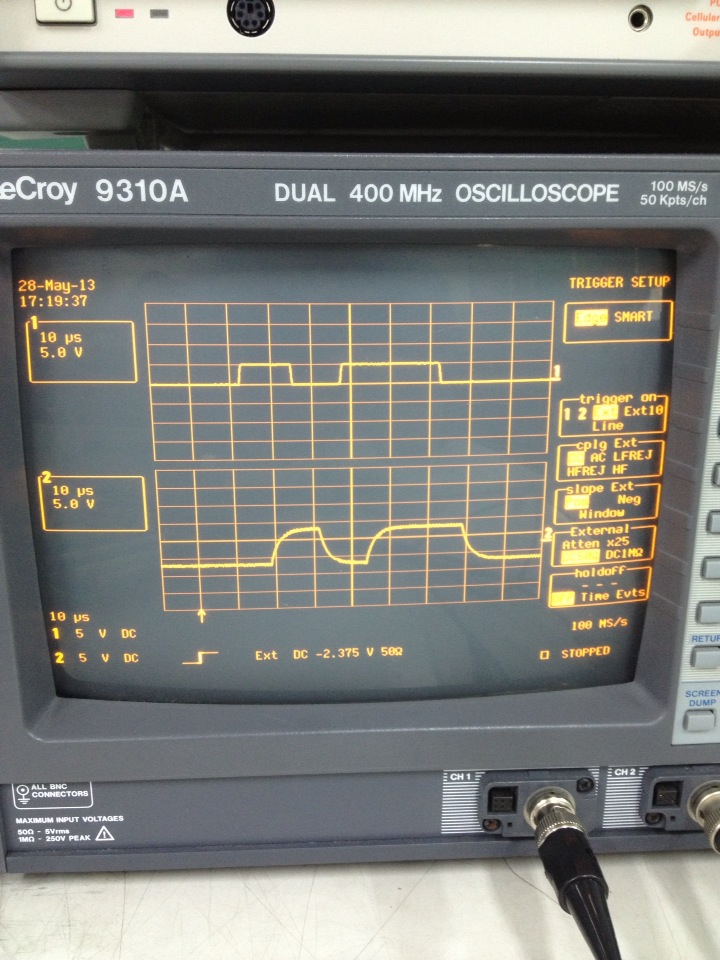 Cellular
Outpu
eCroy 9310A DUAL 400 MHz OSCILLOSCOPE 100 MS/s
50 Kpts/ch
28-May-13
17:19:37
TRIGGER SETUP
1
10 µs
5.0 V
SMART
1
trigger on
1 2 Ext Ext10
Line
cplg Ext
AC LFREJ
HFREJ HF
2
10 µs
5.0 V
slope Ext
Neg
Window
2
External
Atten x25
DC1MΩ
holdoff
- - -
Time Evts
10 µs
1 5 V DC
2 5 V DC
Ext DC -2.375 V 50Ω
100 MS/s
STOPPED
RETUR
SCREEN
DUMP
ALL BNC
CONNECTORS
MAXIMUM INPUT VOLTAGES
50Ω - 5Vrms
1MΩ - 250V PEAK
CH 1
CH 2